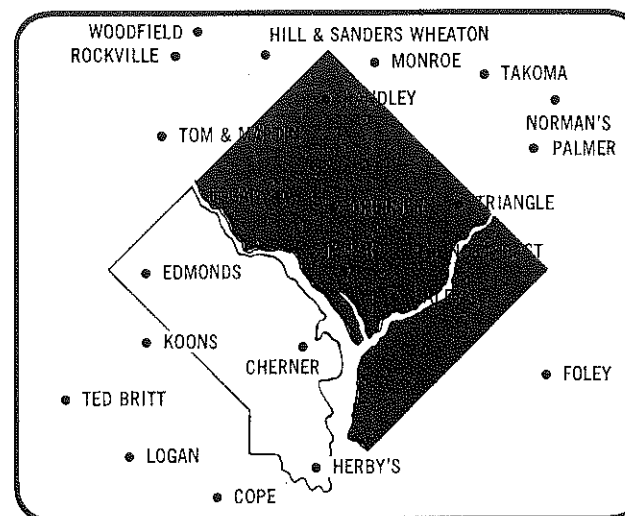 WOODFIELD
HILL & SANDERS WHEATON
ROCKVILLE
MONROE
TAKOMA
NORMAN'S
TOM &
PALMER
TRIANGLE
EDMONDS
KOONS
CHERNER
FOLEY
TED BRITT
LOGAN
HERBY'S
COPE